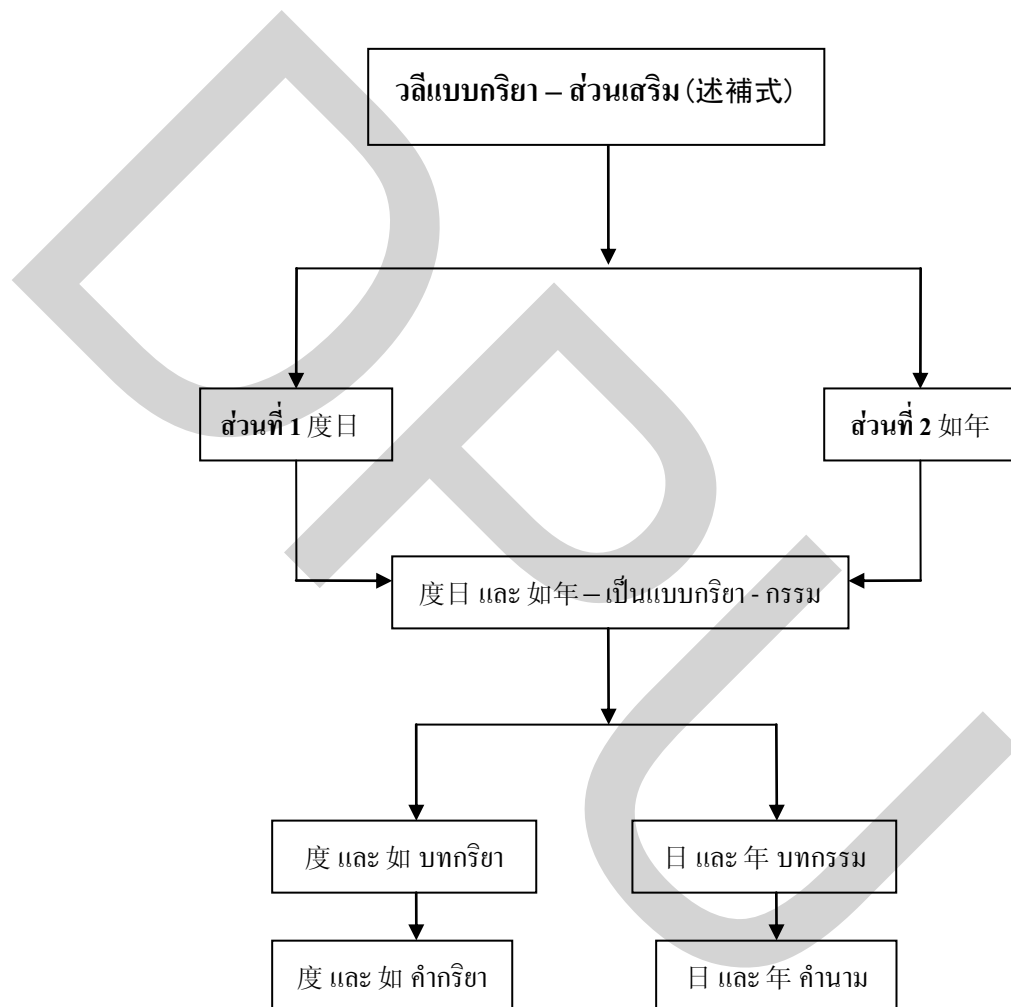 วลีแบบกริยา – ส่วนเสริม (述補式)
ส่วนที่ 1 度日
ส่วนที่ 2 如年
度日 และ 如年 – เป็นแบบกริยา - กรรม
度 และ 如 บทกริยา
日 และ 年 บทกรรม
度 และ 如 คำกริยา
日 และ 年 คำนาม
DPU